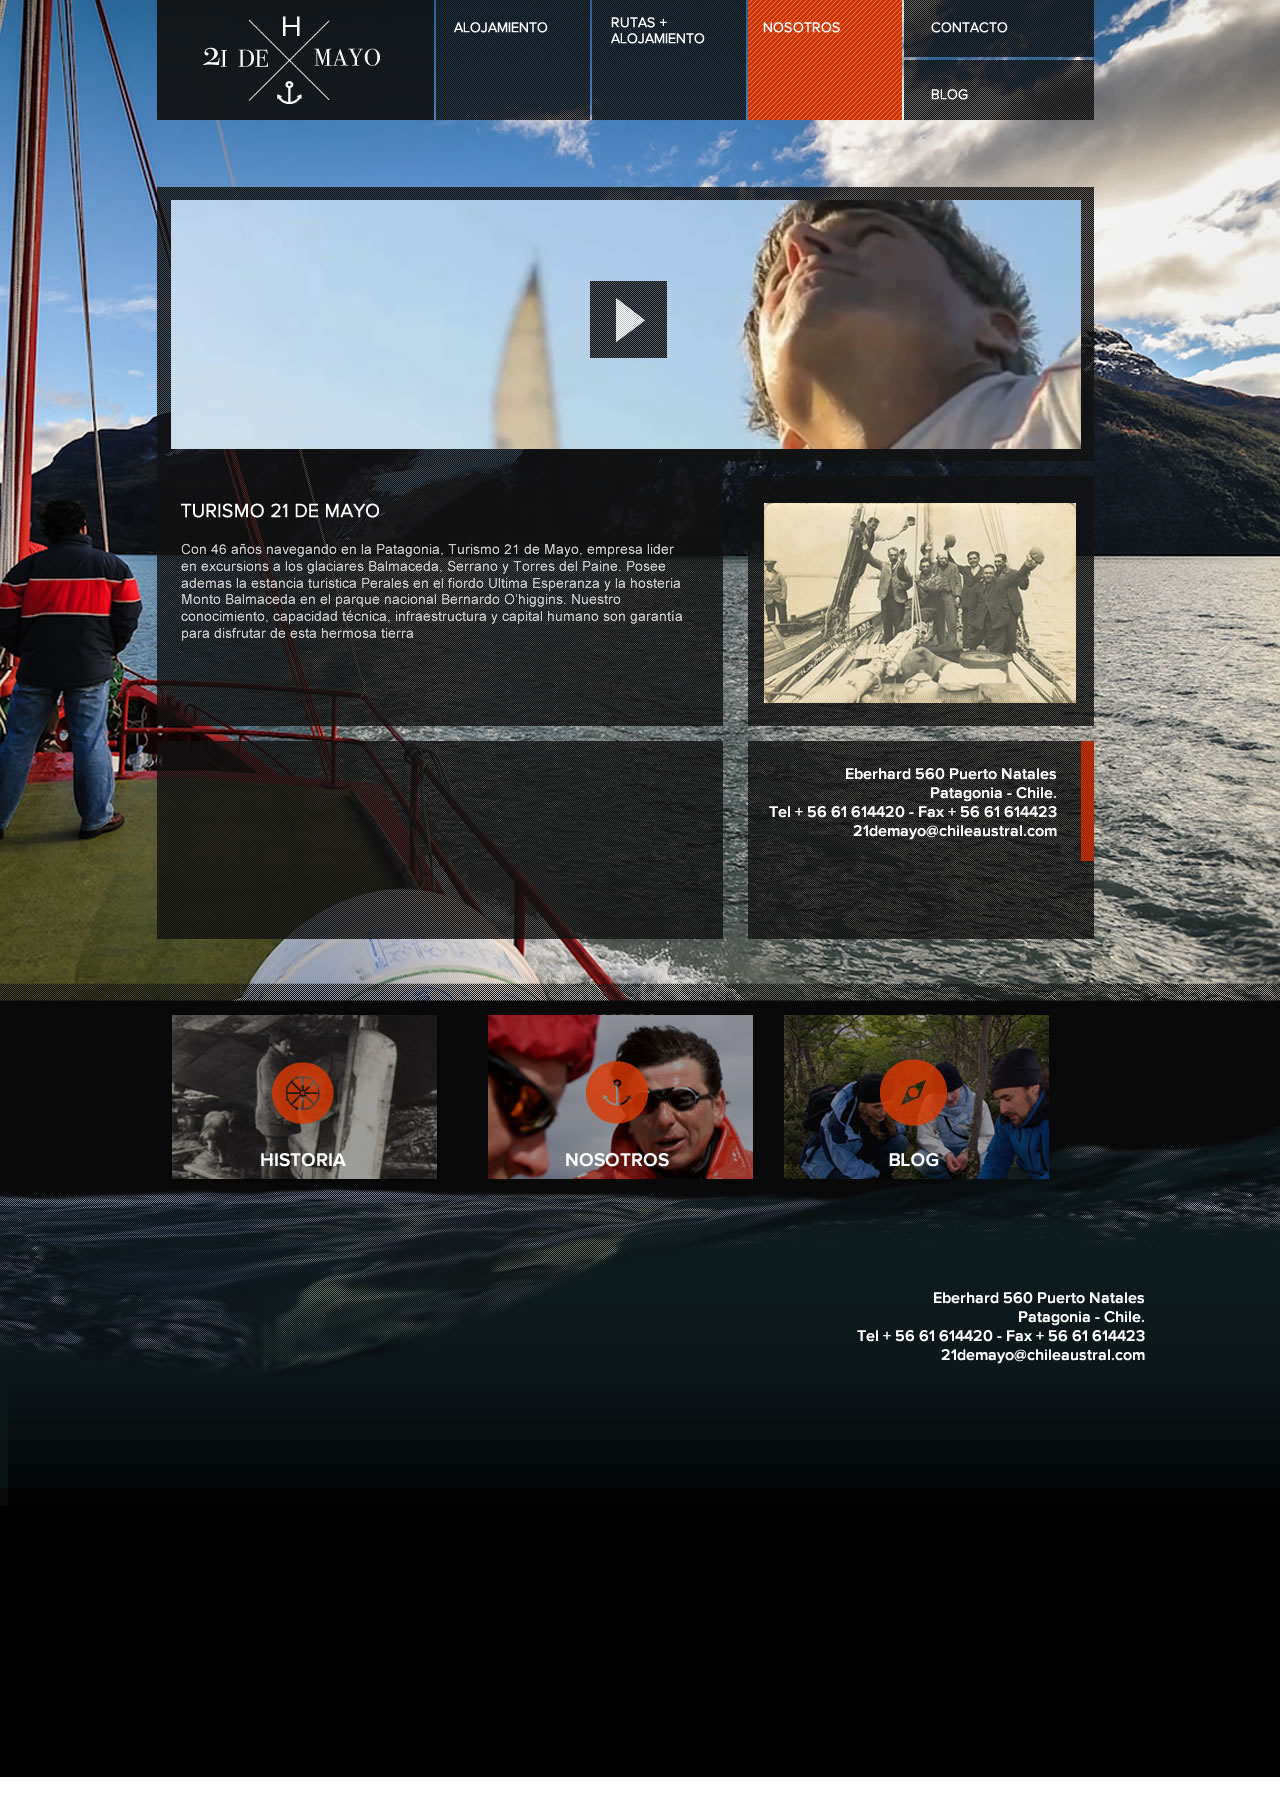 H
21 DE MAYO
ALOJAMIENTO
RUTAS +
ALOJAMIENTO
NOSOTROS
CONTACTO
BLOG
TURISMO 21 DE MAYO
Con 46 años navegando en la Patagonia, Turismo 21 de Mayo, empresa lider
en excursions a los glaciares Balmaceda, Serrano y Torres del Paine. Posee
ademas la estancia turistica Perales en el fiordo Ultima Esperanza y la hosteria
Monto Balmaceda en el parque nacional Bernardo O'higgins. Nuestro
conocimiento, capacidad técnica, infraestructura y capital humano son garantía
para disfrutar de esta hermosa tierra
Eberhard 560 Puerto Natales
Patagonia - Chile.
Tel + 56 61 614420 - Fax + 56 61 614423
21demayo@chileaustral.com
HISTORIA
NOSOTROS
BLOG
Eberhard 560 Puerto Natales
Patagonia - Chile.
Tel + 56 61 614420 - Fax + 56 61 614423
21demayo@chileaustral.com